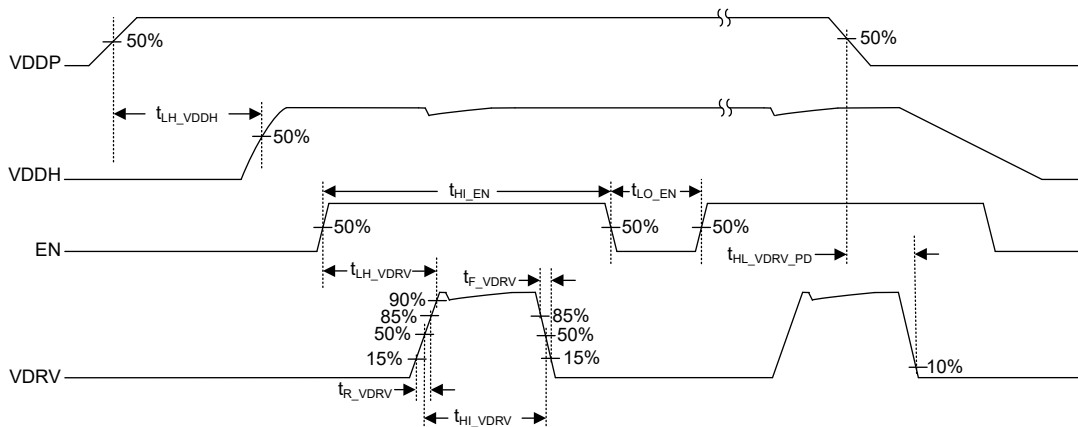 VDDP
50%
50%
t_LH_VDDH
VDDH
50%
t_HI_EN
t_LO_EN
EN
50%
50%
50%
t_LH_VDRV
t_F_VDRV
t_HL_VDRV_PD
90%
85%
50%
15%
85%
50%
15%
VDRV
10%
t_R_VDRV
t_HI_VDRV